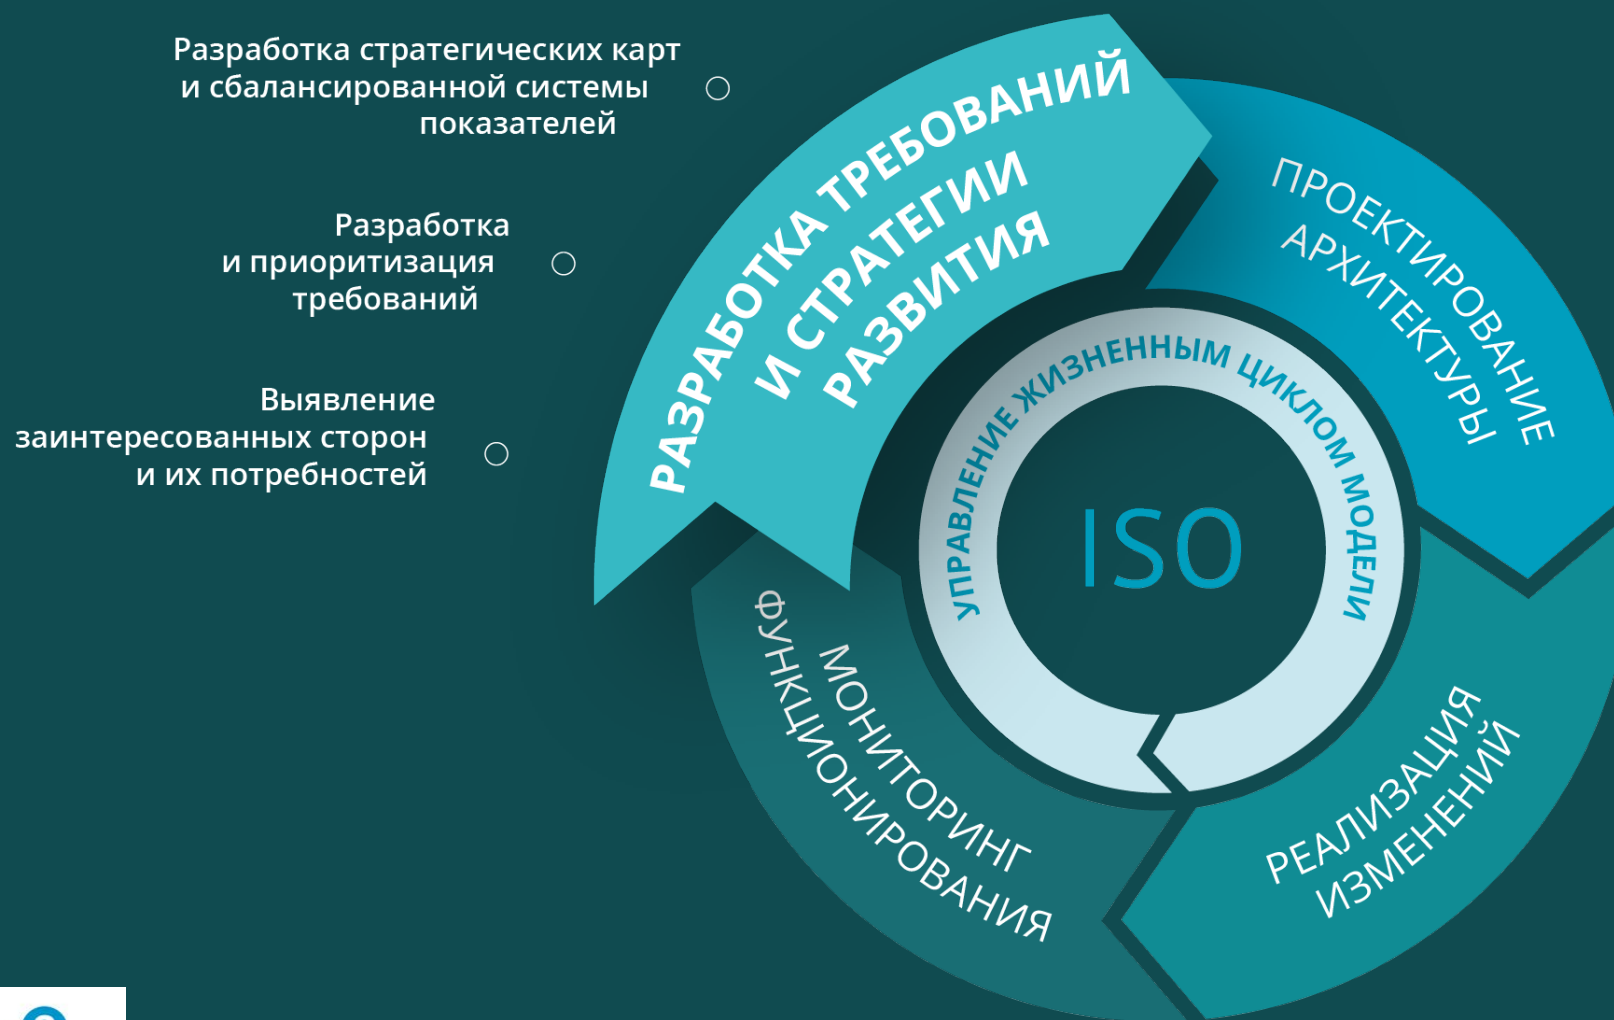 Разработка стратегических карт
и сбалансированной системы
показателей
Разработка
и приоритизация
требований
Выявление
заинтересованных сторон
и их потребностей
РАЗРАБОТКА ТРЕБОВАНИЙ
И СТРАТЕГИИ
РАЗВИТИЯ
ПРОЕКТИРОВАНИЕ
АРХИТЕКТУРЫ
РЕАЛИЗАЦИЯ
ИЗМЕНЕНИЙ
МОНИТОРИНГ
ФУНКЦИОНИРОВАНИЯ
УПРАВЛЕНИЕ ЖИЗНЕННЫМ ЦИКЛОМ МОДЕЛИ
ISO